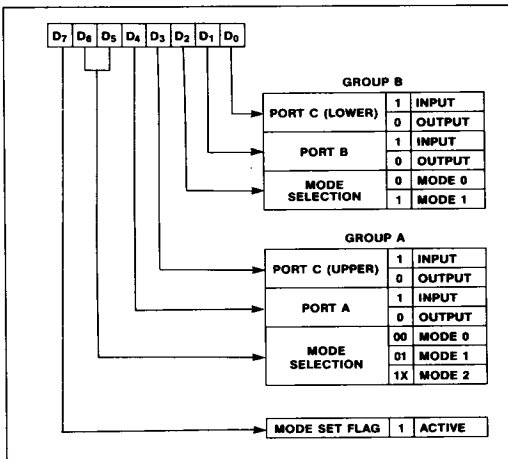 D7 D6 D5 D4 D3 D2 D1 D0
GROUP B
PORT C (LOWER)
1 INPUT
0 OUTPUT
PORT B
1 INPUT
0 OUTPUT
MODE SELECTION
0 MODE 0
1 MODE 1
GROUP A
PORT C (UPPER)
1 INPUT
0 OUTPUT
PORT A
1 INPUT
0 OUTPUT
MODE SELECTION
00 MODE 0
01 MODE 1
1X MODE 2
MODE SET FLAG 1 ACTIVE